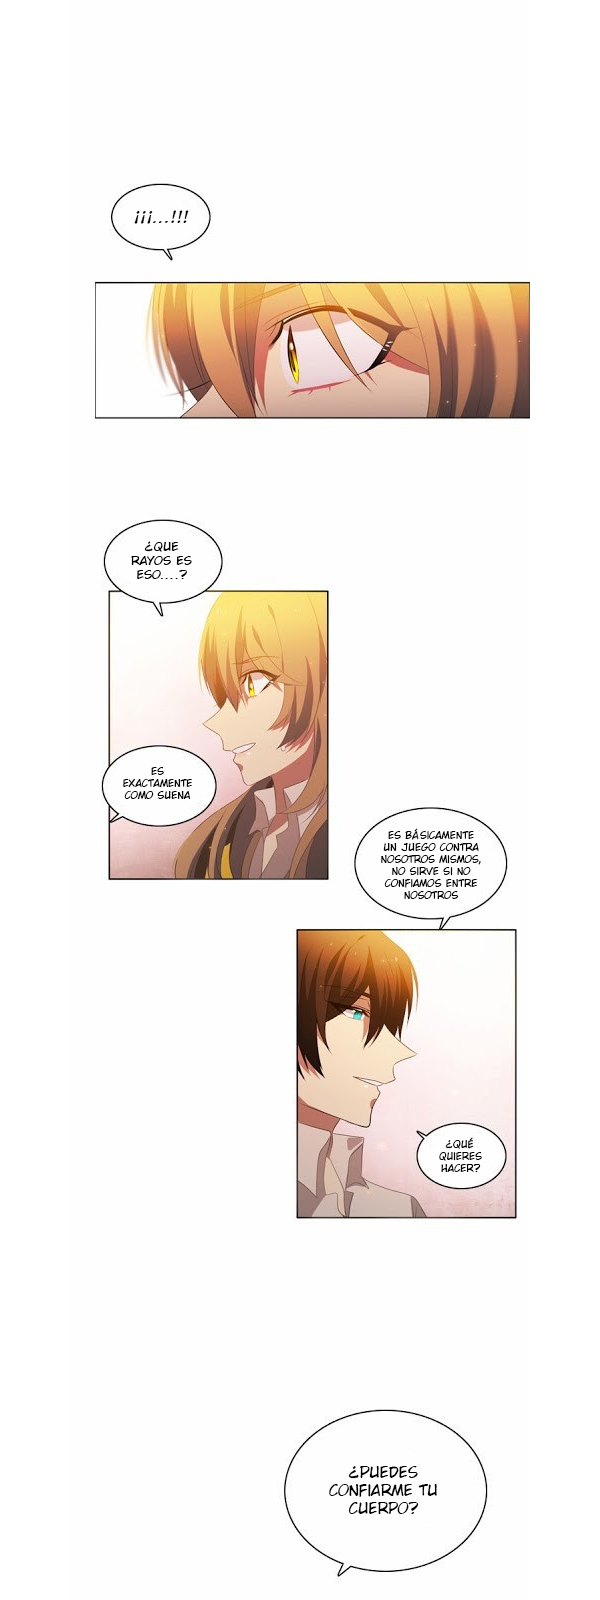 ¡¡¡...!!!
¿QUE
RAYOS ES
ESO....?
ES
EXACTAMENTE
COMO SUENA
ES BÁSICAMENTE
UN JUEGO CONTRA
NOSOTROS MISMOS,
NO SIRVE SI NO
CONFIAMOS ENTRE
NOSOTROS
¿QUÉ
QUIERES
HACER?
¿PUEDES
CONFIARME TU
CUERPO?